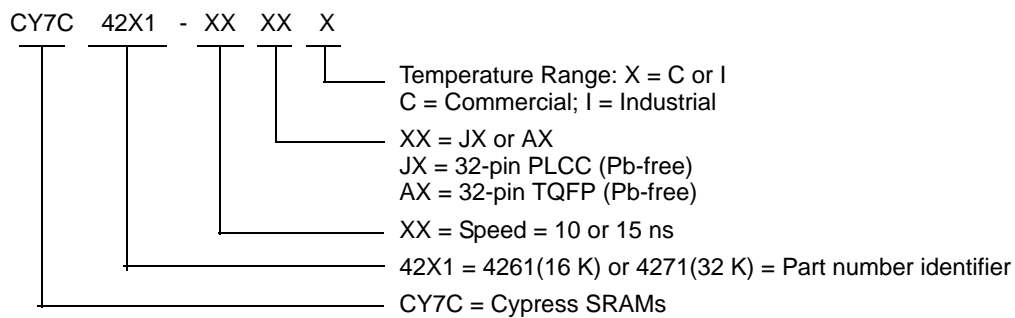 CY7C 42X1 - XX XX X
Temperature Range: X = C or I
C = Commercial; I = Industrial
XX = JX or AX
JX = 32-pin PLCC (Pb-free)
AX = 32-pin TQFP (Pb-free)
XX = Speed = 10 or 15 ns
42X1 = 4261(16 K) or 4271(32 K) = Part number identifier
CY7C = Cypress SRAMs